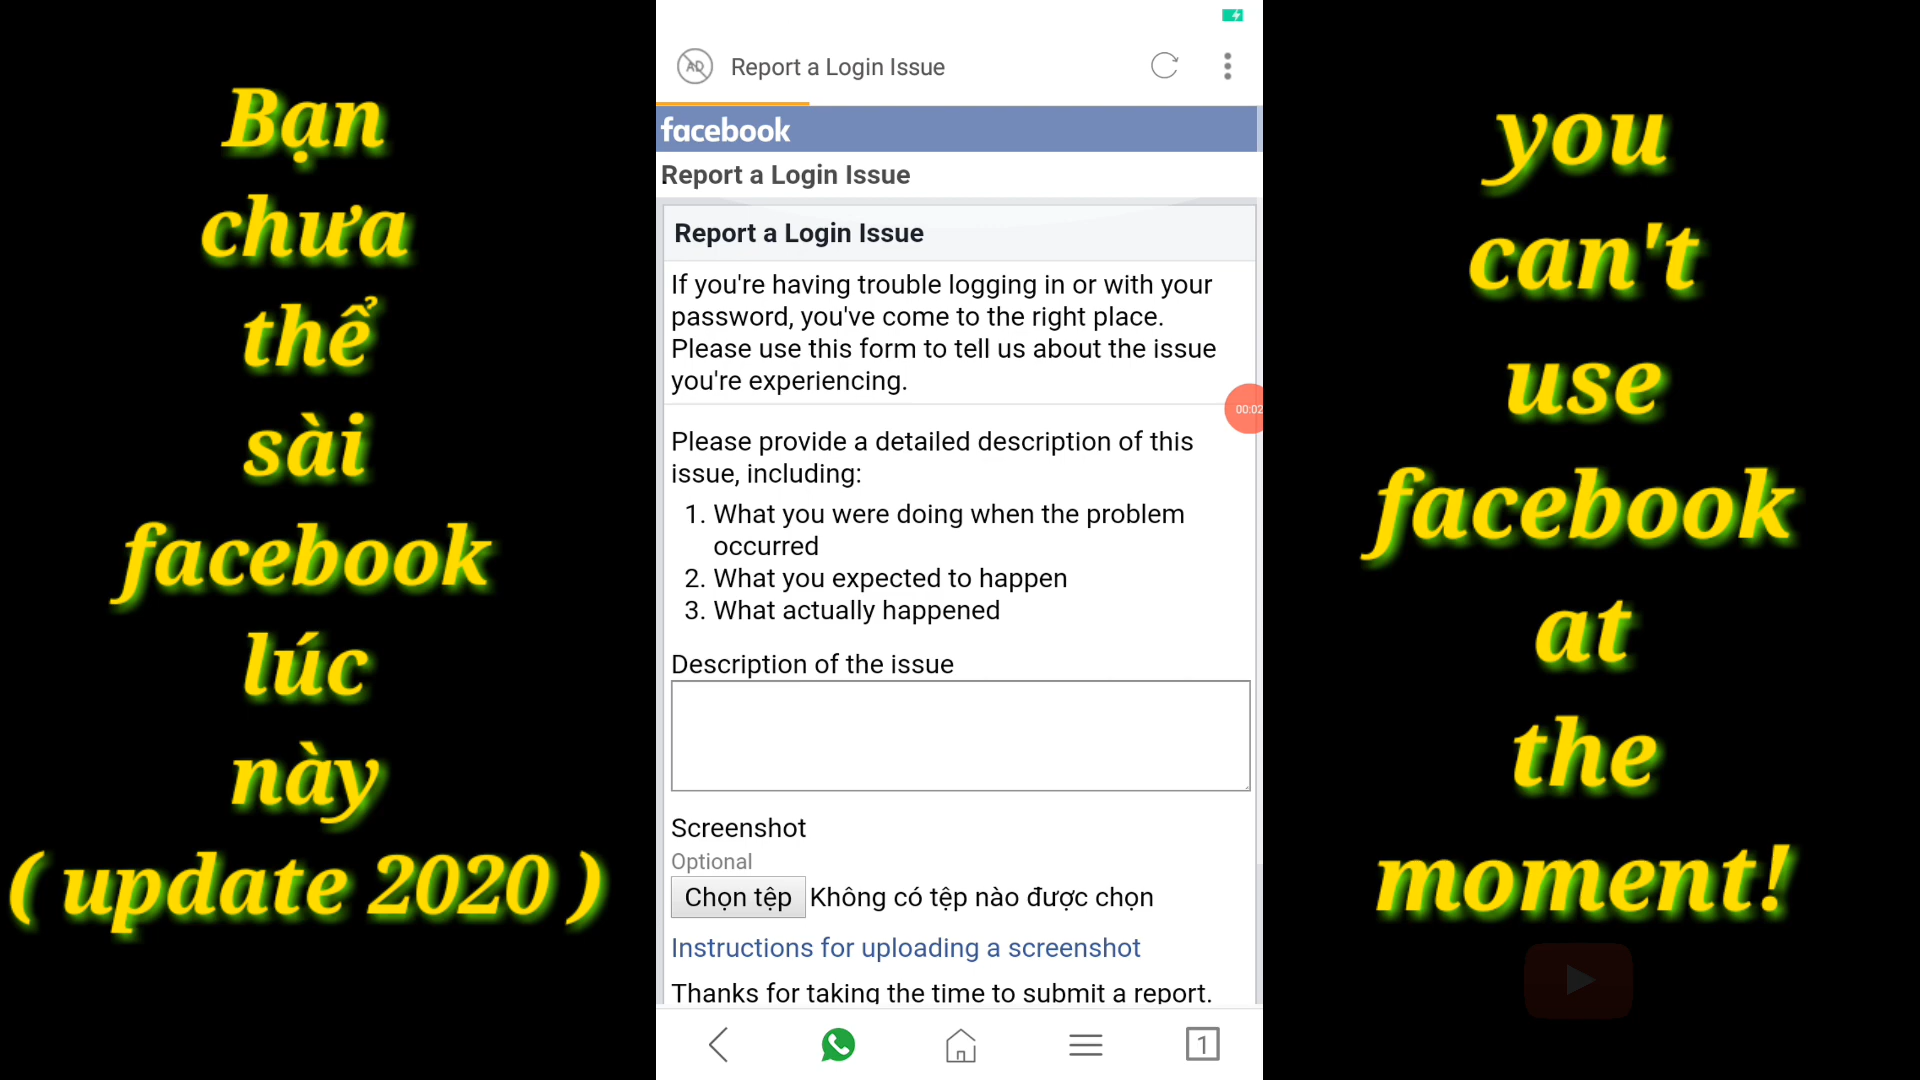 Bạn
chưa
thể
sài
facebook
lúc
này
( update 2020 )
AD
Report a Login Issue
facebook
Report a Login Issue
Report a Login Issue
If you're having trouble logging in or with your
password, you've come to the right place.
Please use this form to tell us about the issue
you're experiencing.
00:02
Please provide a detailed description of this
issue, including:
1. What you were doing when the problem
occurred
2. What you expected to happen
3. What actually happened
Description of the issue
Screenshot
Optional
Chọn tệp Không có tệp nào được chọn
Instructions for uploading a screenshot
Thanks for taking the time to submit a report.
1
you
can't
use
facebook
at
the
moment!